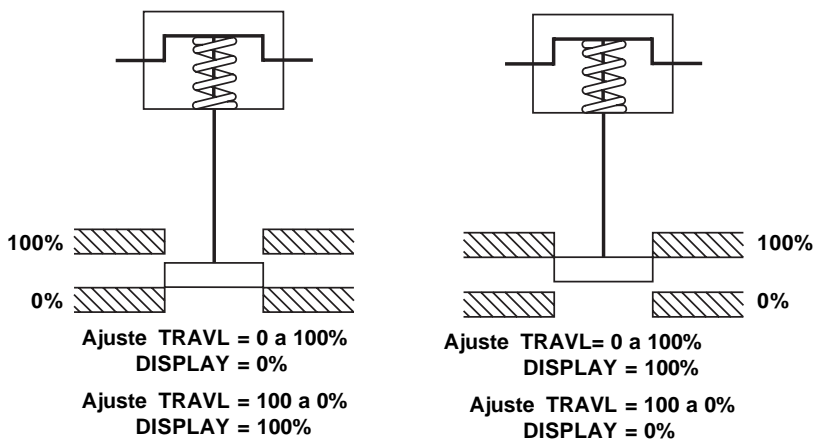 100%
0%
Ajuste TRAVL = 0 a 100%
DISPLAY = 0%
Ajuste TRAVL = 100 a 0%
DISPLAY = 100%
100%
0%
Ajuste TRAVL= 0 a 100%
DISPLAY = 100%
Ajuste TRAVL = 100 a 0%
DISPLAY = 0%